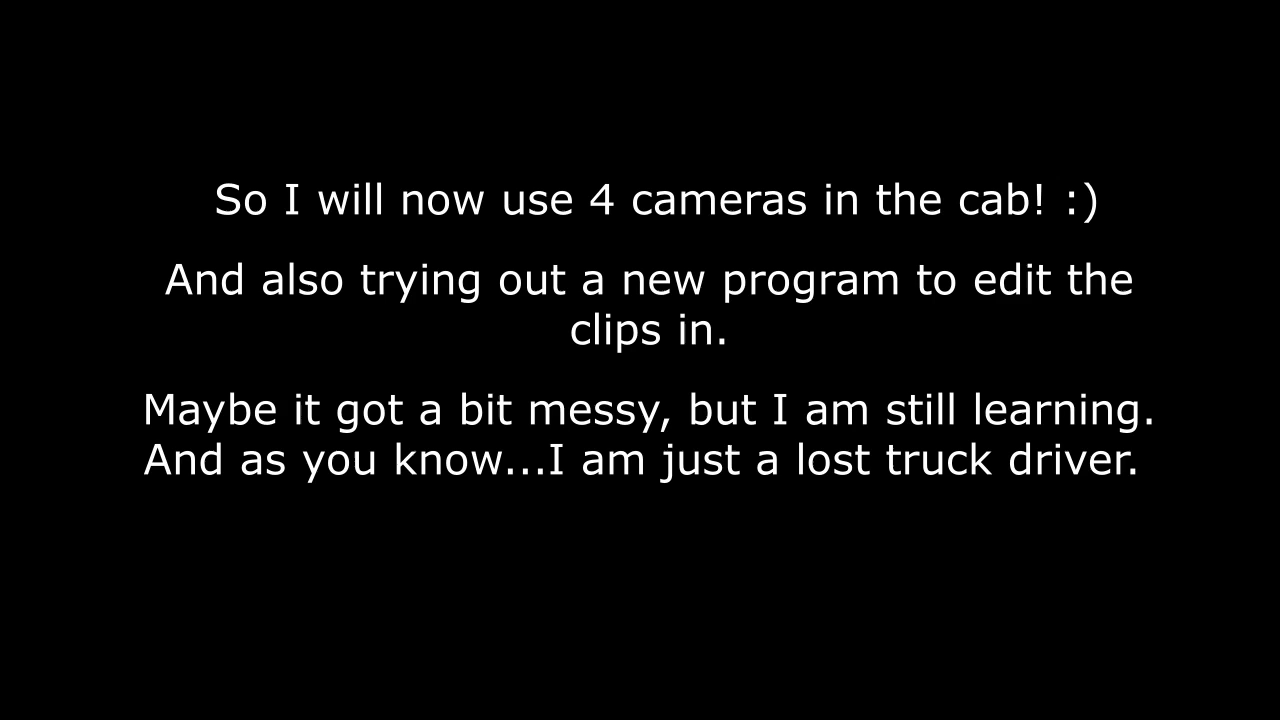 So I will now use 4 cameras in the cab! :)
And also trying out a new program to edit the
clips in.
Maybe it got a bit messy, but I am still learning.
And as you know...I am just a lost truck driver.